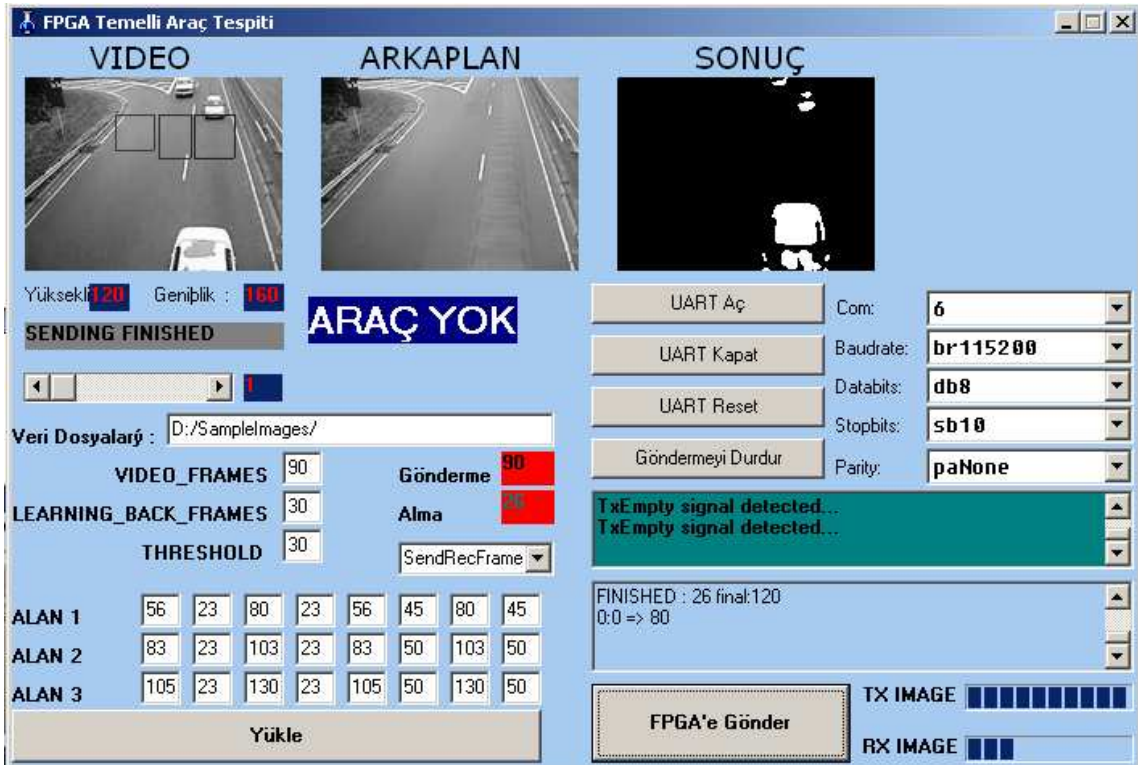 FPGA Temelli Araç Tespiti
VIDEO ARKAPLAN SONUÇ
Yüksekli 120 Geniþlik : 160
SENDING FINISHED
ARAÇ YOK
1
Veri Dosyalarý : D:/SampleImages/
VIDEO_FRAMES 90
LEARNING_BACK_FRAMES 30
THRESHOLD 30
Gönderme 90
Alma 26
SendRecFrame
ALAN 1 56 23 80 23 56 45 80 45
ALAN 2 83 23 103 23 83 50 103 50
ALAN 3 105 23 130 23 105 50 130 50
Yükle
UART Aç
UART Kapat
UART Reset
Göndermeyi Durdur
Com: 6
Baudrate: br115200
Databits: db8
Stopbits: sb10
Parity: paNone
TxEmpty signal detected...
TxEmpty signal detected...
FINISHED : 26 final:120
0:0 => 80
FPGA'e Gönder
TX IMAGE
RX IMAGE